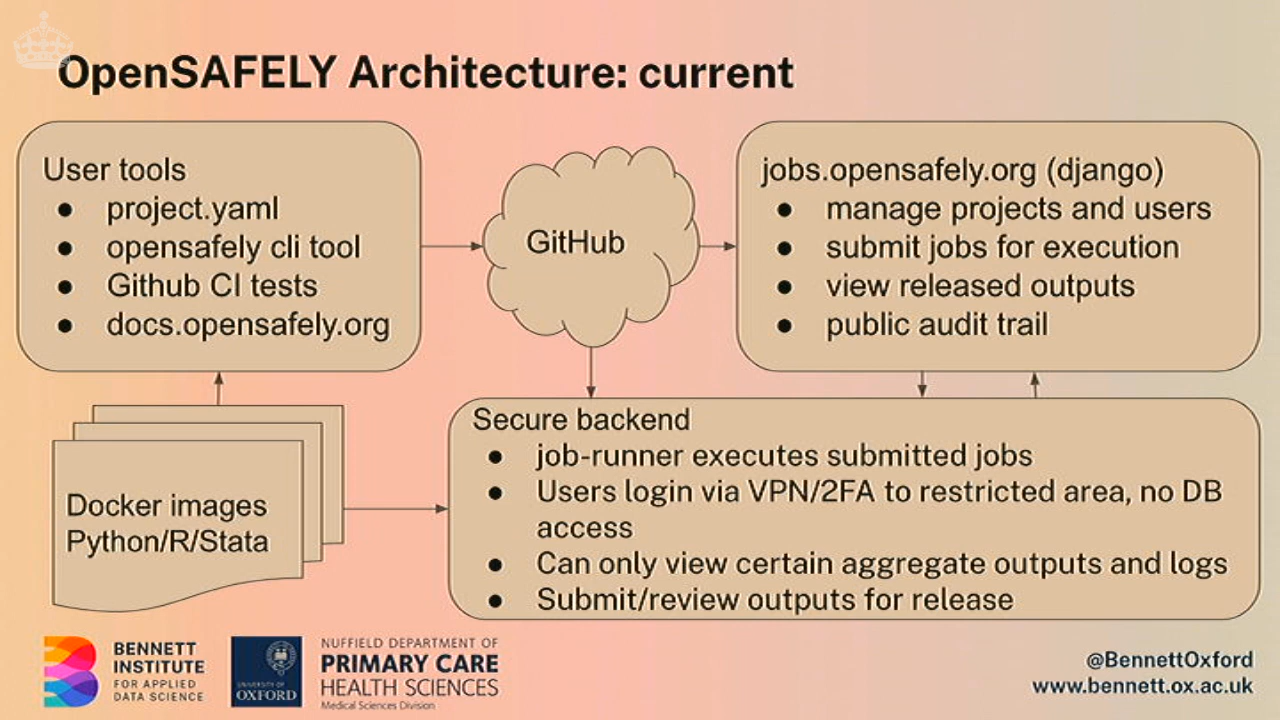 OpenSAFELY Architecture: current
User tools
● project.yaml
● opensafely cli tool
● Github CI tests
● docs.opensafely.org
GitHub
jobs.opensafely.org (django)
● manage projects and users
● submit jobs for execution
● view released outputs
● public audit trail
Docker images
Python/R/Stata
Secure backend
● job-runner executes submitted jobs
● Users login via VPN/2FA to restricted area, no DB
access
● Can only view certain aggregate outputs and logs
● Submit/review outputs for release
BENNETT
INSTITUTE
FOR APPLIED
DATA SCIENCE
UNIVERSITY OF
OXFORD
NUFFIELD DEPARTMENT OF
PRIMARY CARE
HEALTH SCIENCES
Medical Sciences Division
@BennettOxford
www.bennett.ox.ac.uk